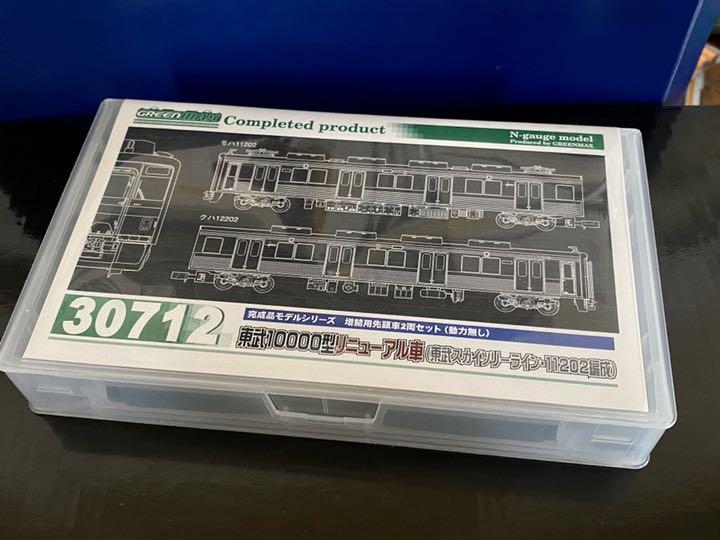 GREENMAX Completed product
N-gauge model
Produced by GREENMAX
モハ11202
クハ12202
30712
完成品モデルシリーズ 増結用先頭車2両セット（動力無し）
東武10000型リニューアル車（東武スカイツリーライン・11202編成）